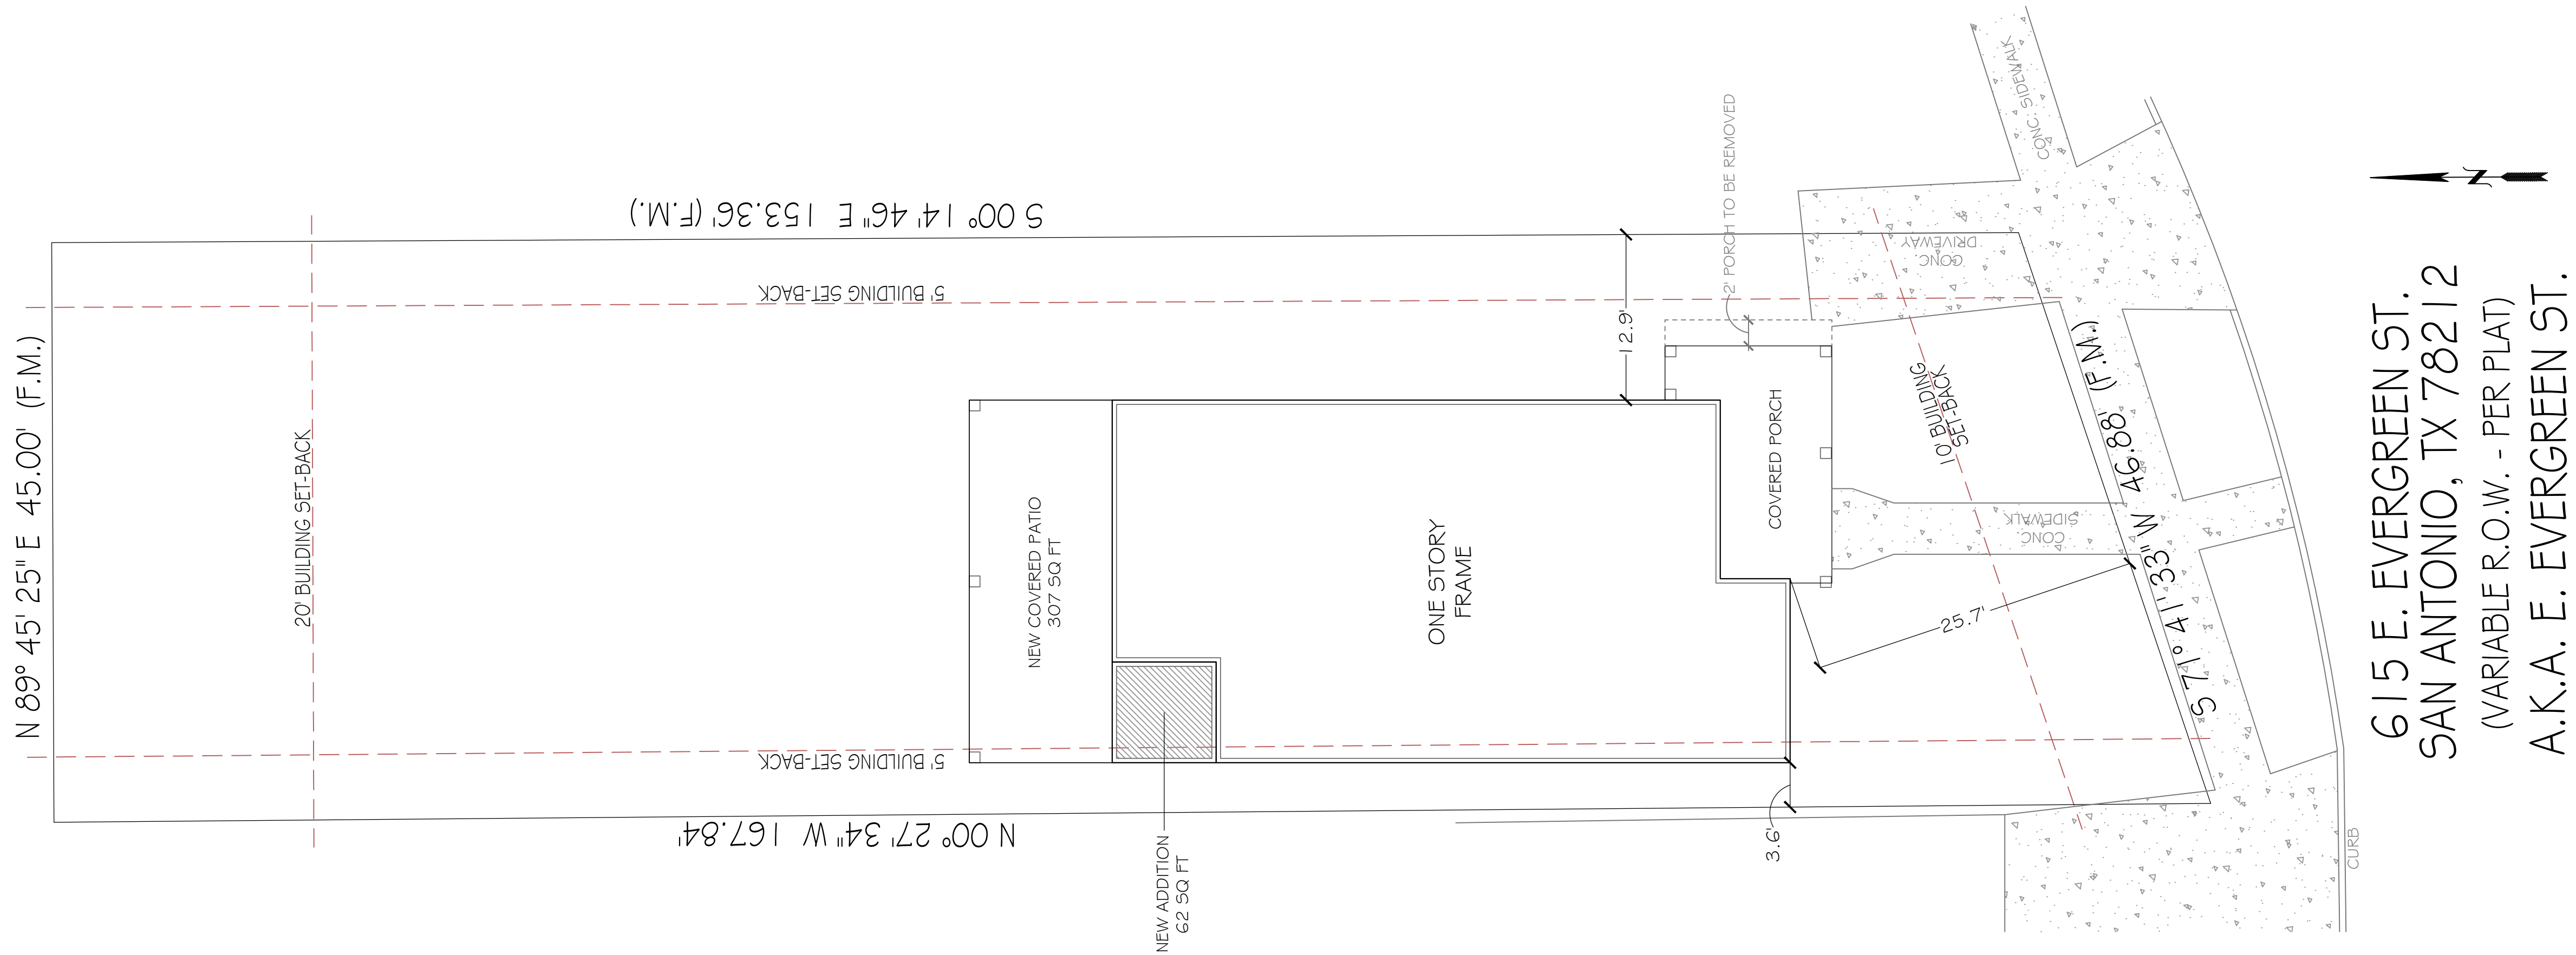 N 89° 45' 25" E 45.00' (F.M.)
20' BUILDING SET-BACK
S 00° 14' 46" E 153.36' (F.M.)
5' BUILDING SET-BACK
5' BUILDING SET-BACK
N 00° 27' 34" W 167.84'
NEW COVERED PATIO
307 SQ FT
NEW ADDITION
62 SQ FT
ONE STORY
FRAME
12.9'
2' PORCH TO BE REMOVED
COVERED PORCH
3.6'
CONC.
DRIVEWAY
CONC. SIDEWALK
10' BUILDING
SET-BACK
25.7'
CONC.
SIDEWALK
S 71° 41' 33" W 46.88' (F.M.)
CURB
N
615 E. EVERGREEN ST.
SAN ANTONIO, TX 78212
(VARIABLE R.O.W. - PER PLAT)
A.K.A. E. EVERGREEN ST.